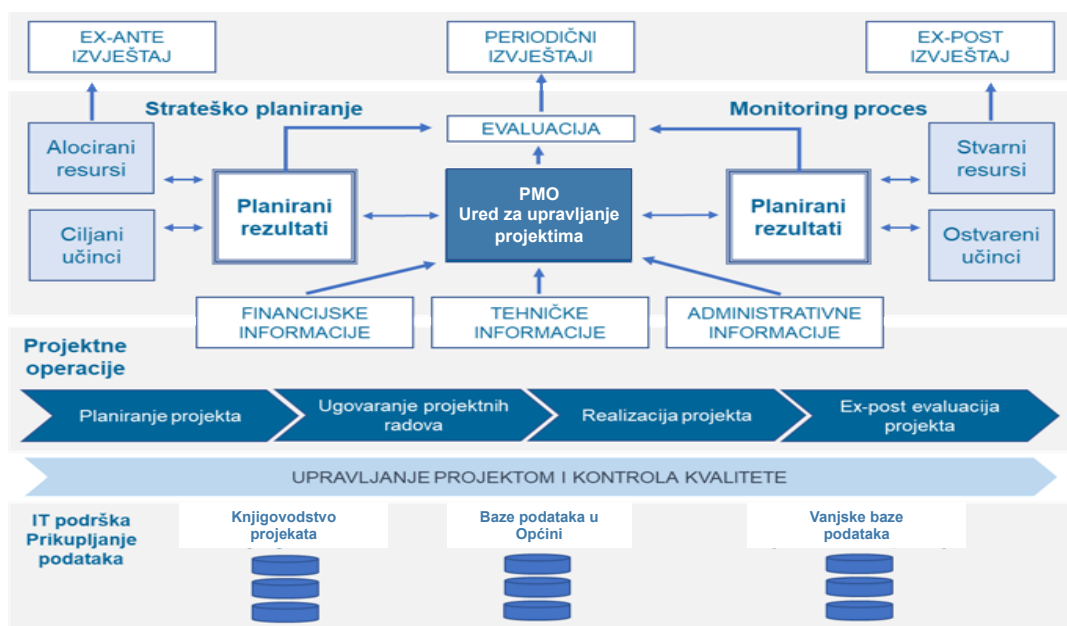 EX-ANTE
IZVJEŠTAJ
PERIODIČNI
IZVJEŠTAJI
EX-POST
IZVJEŠTAJ
Strateško planiranje
Monitoring proces
EVALUACIJA
Alocirani
resursi
Ciljani
učinci
Planirani
rezultati
PMO
Ured za upravljanje
projektima
Planirani
rezultati
Stvarni
resursi
Ostvareni
učinci
FINANCIJSKE
INFORMACIJE
TEHNIČKE
INFORMACIJE
ADMINISTRATIVNE
INFORMACIJE
Projektne
operacije
Planiranje projekta
Ugovaranje projektnih
radova
Realizacija projekta
Ex-post evaluacija
projekta
UPRAVLJANJE PROJEKTOM I KONTROLA KVALITETE
IT podrška
Prikupljanje
podataka
Knjigovodstvo
projekata
Baze podataka u
Općini
Vanjske baze
podataka